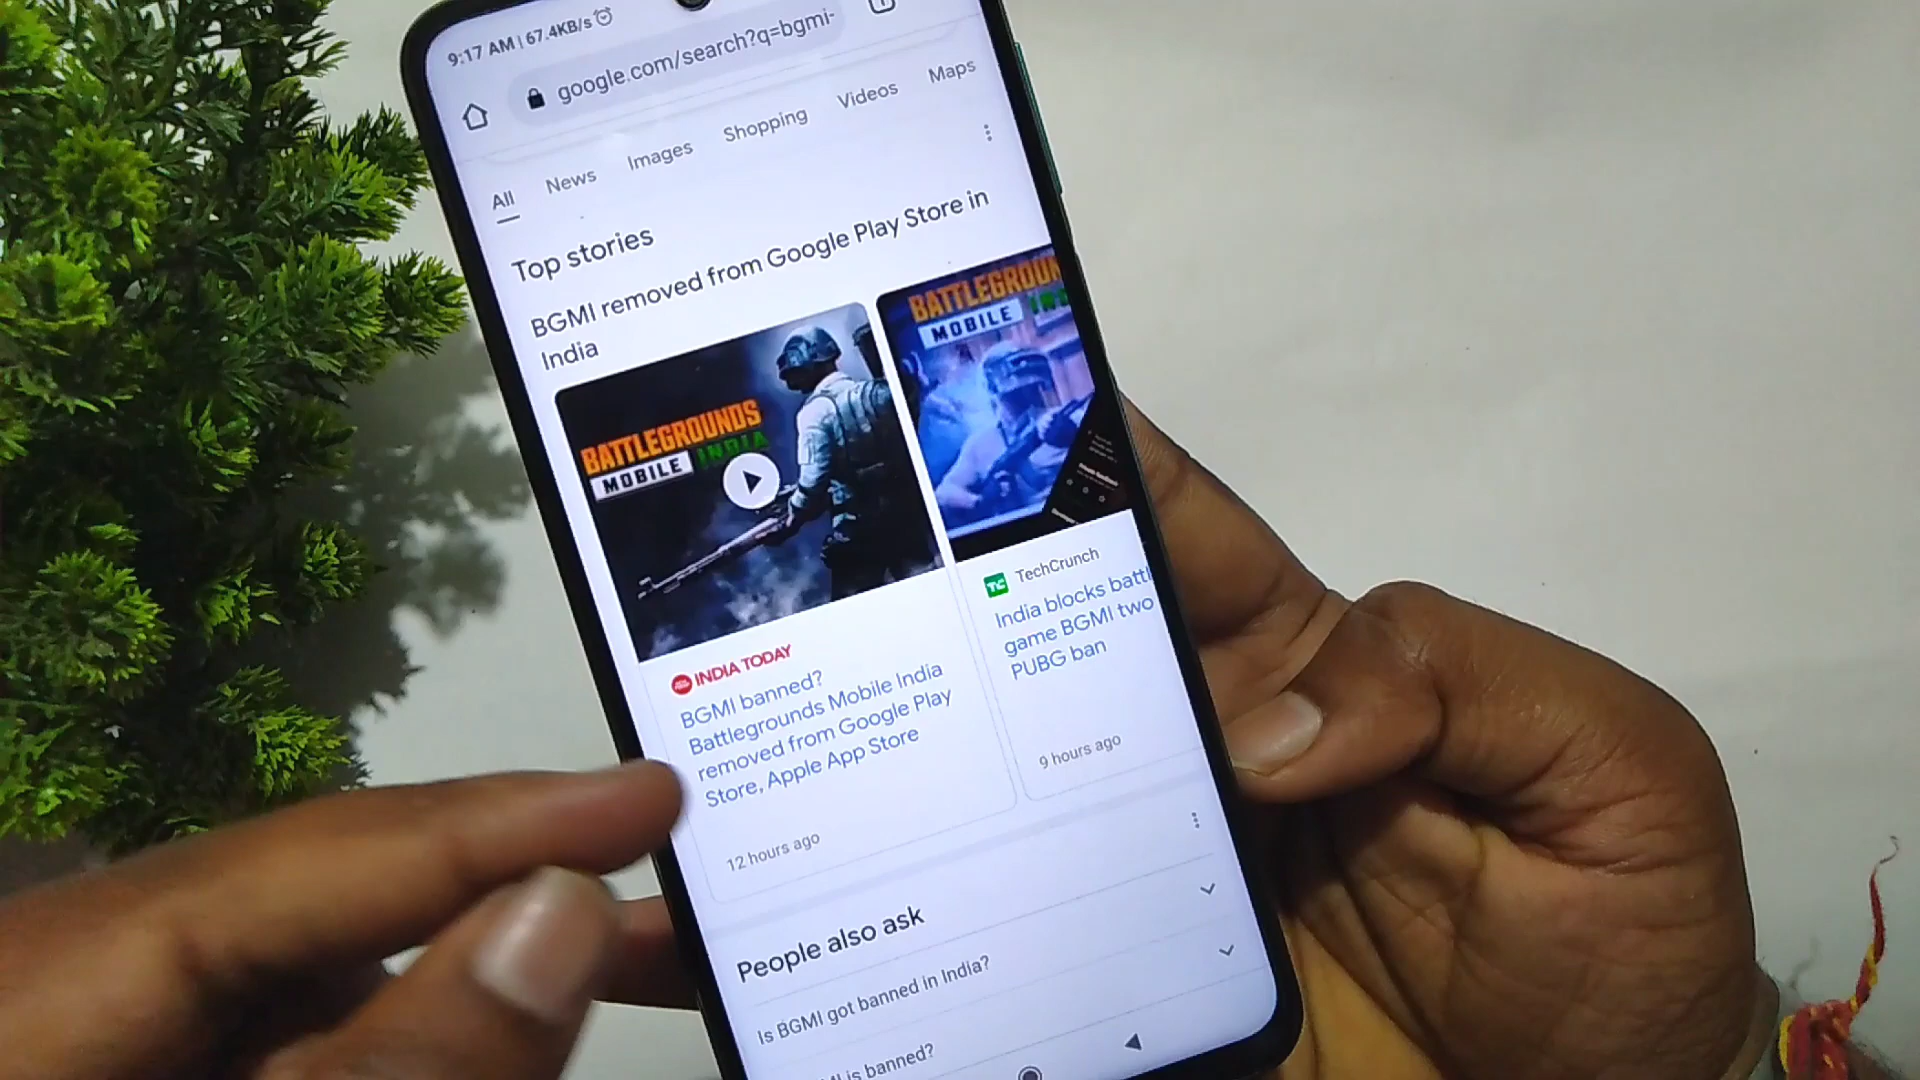 9:17 AM | 67.4KB/s
google.com/search?q=bgmi-
All News Images Shopping Videos Maps
Top stories
BGMI removed from Google Play Store in
India
BATTLEGROUNDS
MOBILE INDIA
BATTLEGROUN
MOBILE
INDIA TODAY
BGMI banned?
Battlegrounds Mobile India
removed from Google Play
Store, Apple App Store
12 hours ago
TechCrunch
India blocks battl
game BGMI two
PUBG ban
9 hours ago
People also ask
Is BGMI got banned in India?
is banned?